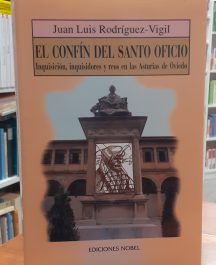 Juan Luis Rodríguez-Vigil
EL CONFÍN DEL SANTO OFICIO
Inquisición, inquisidores y reos en las Asturias de Oviedo
EDICIONES NOBEL